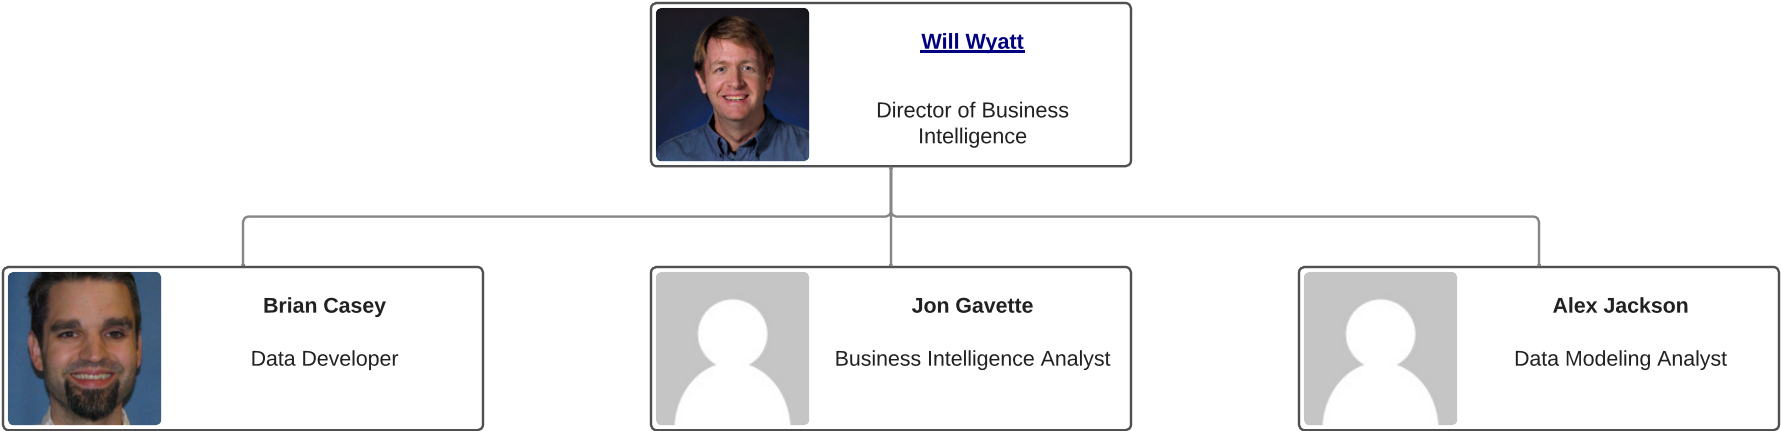 Will Wyatt
Director of Business
Intelligence
Brian Casey
Data Developer
Jon Gavette
Business Intelligence Analyst
Alex Jackson
Data Modeling Analyst